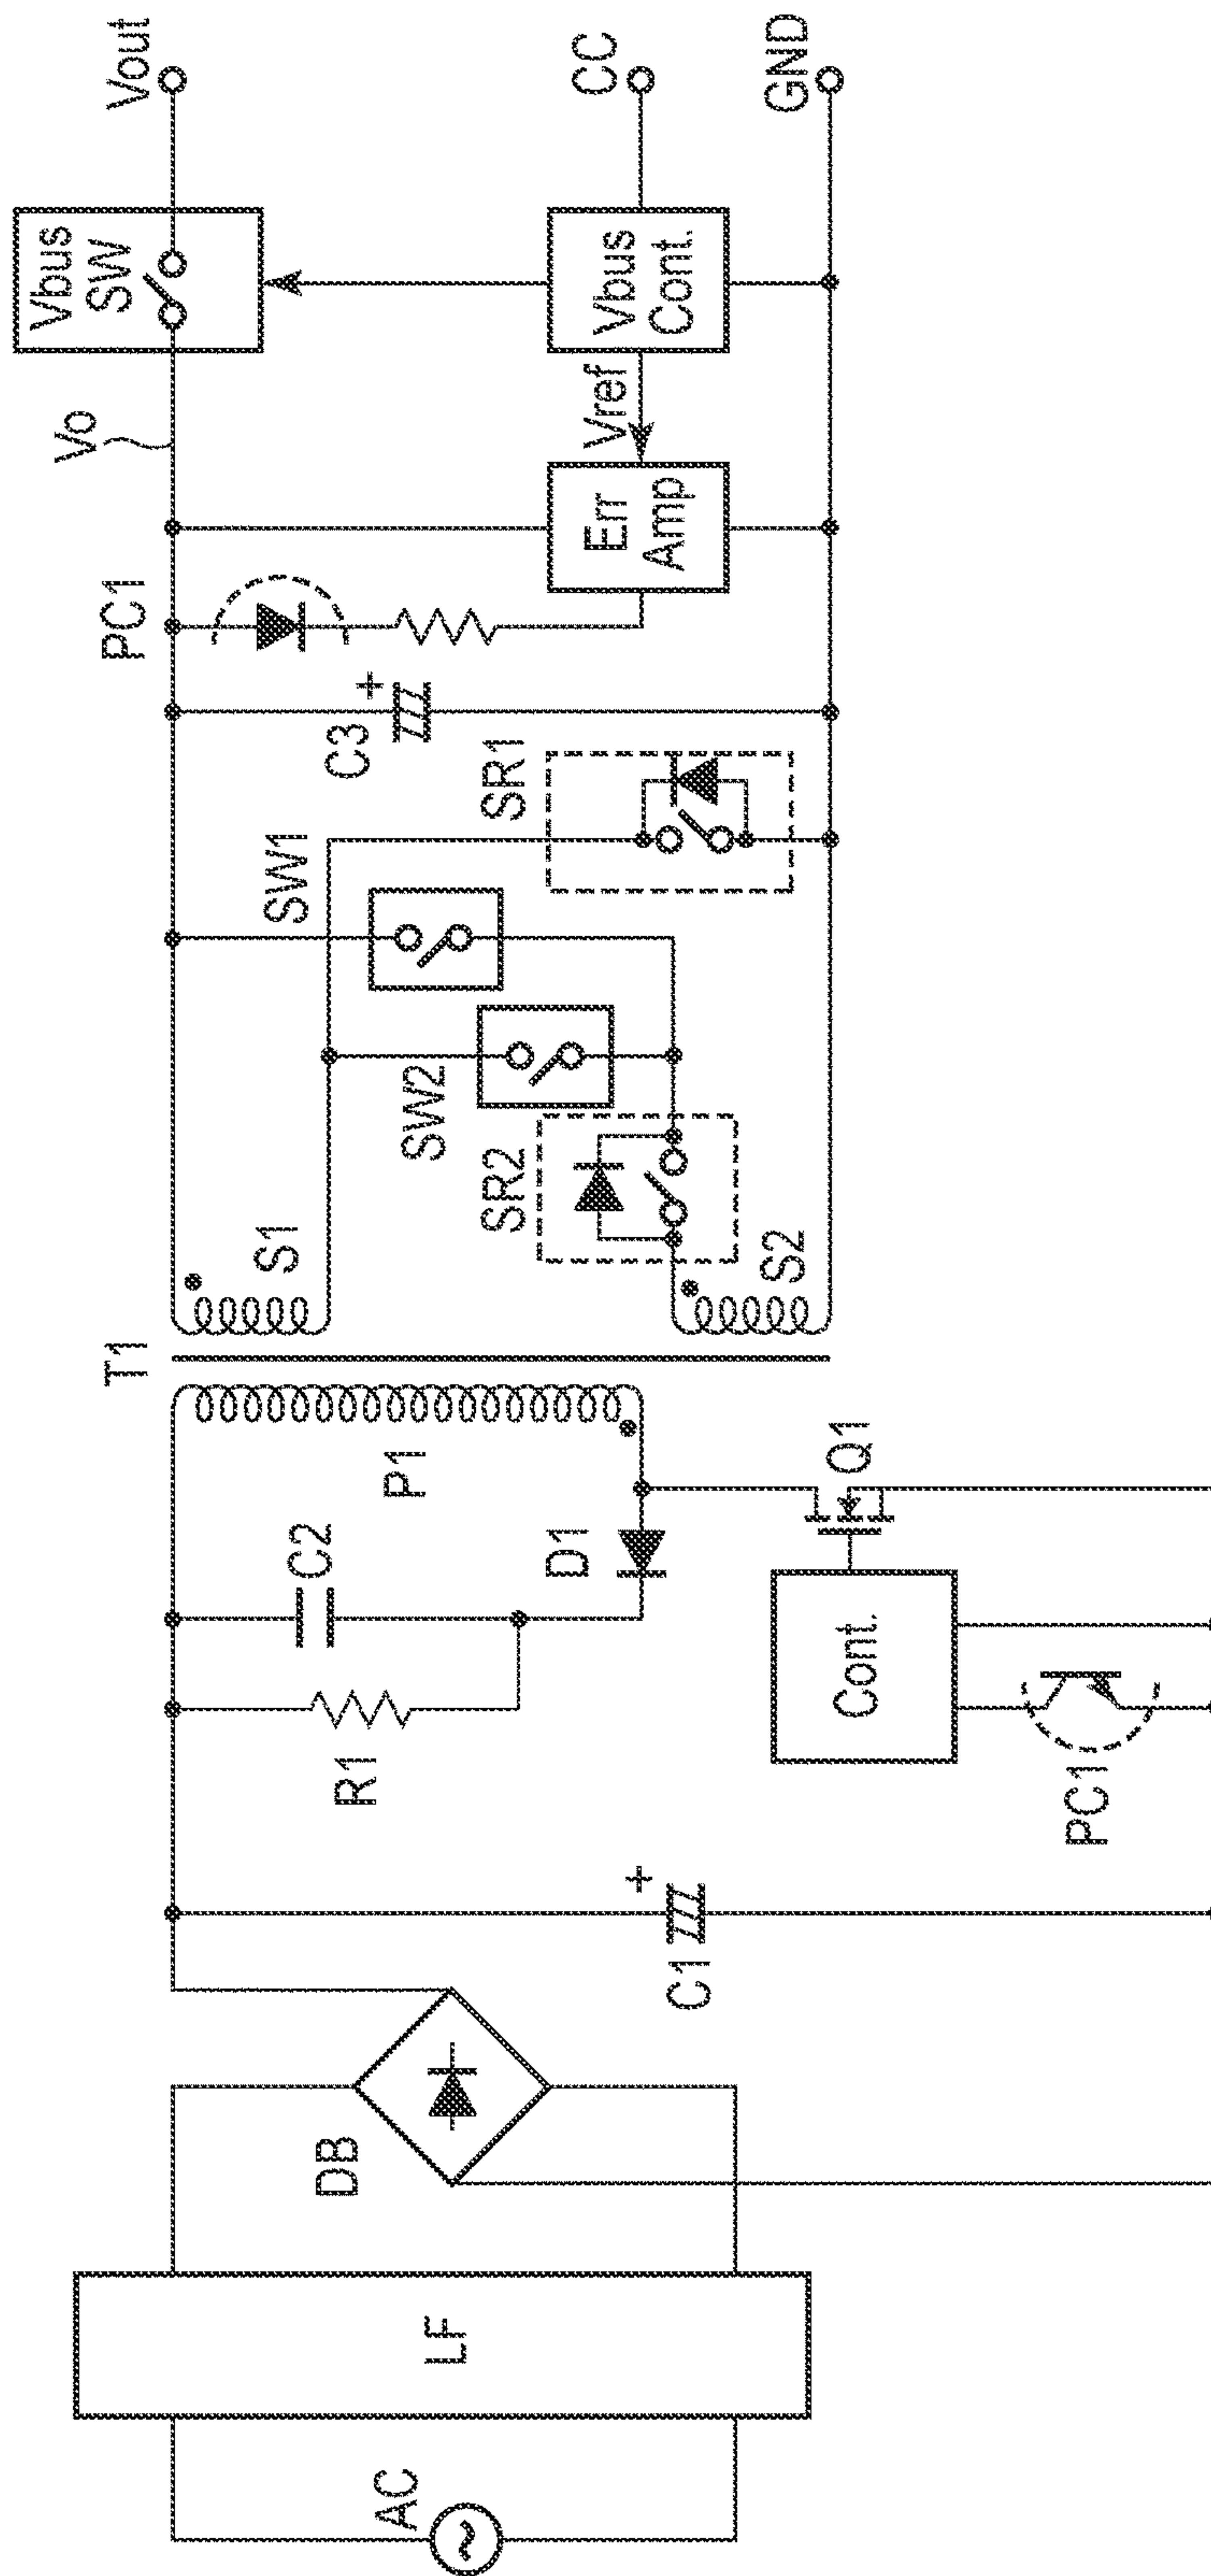 AC
LF
DB
C1
+
R1
C2
D1
P1
Cont.
PC1
Q1
T1
S1
S2
SR2
SW2
SW1
SR1
C3
+
PC1
Err
Amp
Vref
Vo
Vbus
SW
Vbus
Cont.
Vout
CC
GND